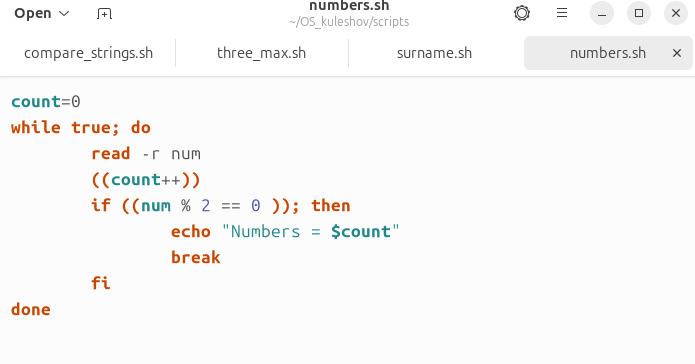 Open
numbers.sh
~/OS_kuleshov/scripts
compare_strings.sh three_max.sh surname.sh numbers.sh
count=0
while true; do
        read -r num
        ((count++))
        if ((num % 2 == 0 )); then
                echo "Numbers = $count"
                break
        fi
done